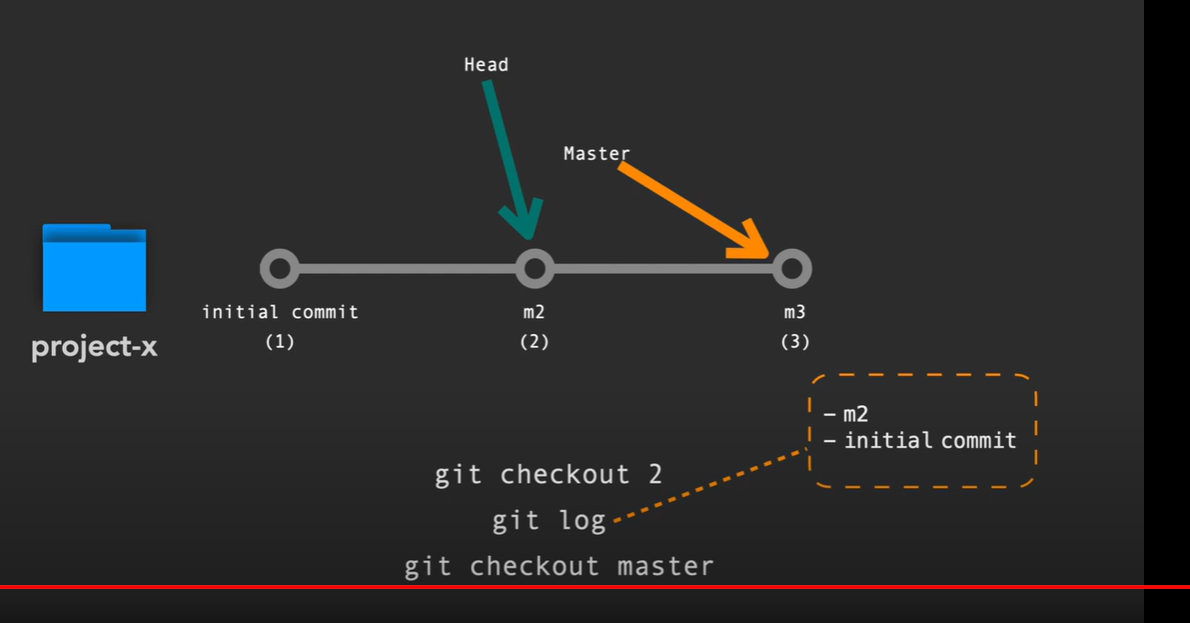 Head
Master
project-x
initial commit
(1)
m2
(2)
m3
(3)
– m2
– initial commit
git checkout 2
git log
git checkout master